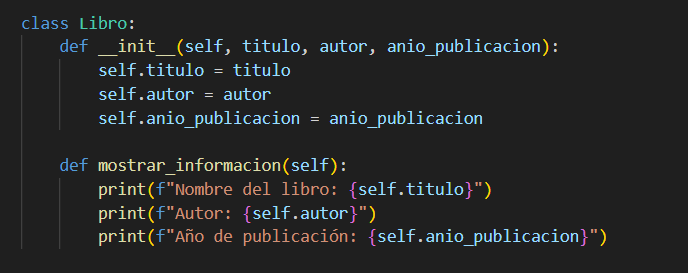 class Libro:
    def __init__(self, titulo, autor, anio_publicacion):
        self.titulo = titulo
        self.autor = autor
        self.anio_publicacion = anio_publicacion

    def mostrar_informacion(self):
        print(f"Nombre del libro: {self.titulo}")
        print(f"Autor: {self.autor}")
        print(f"Año de publicación: {self.anio_publicacion}")